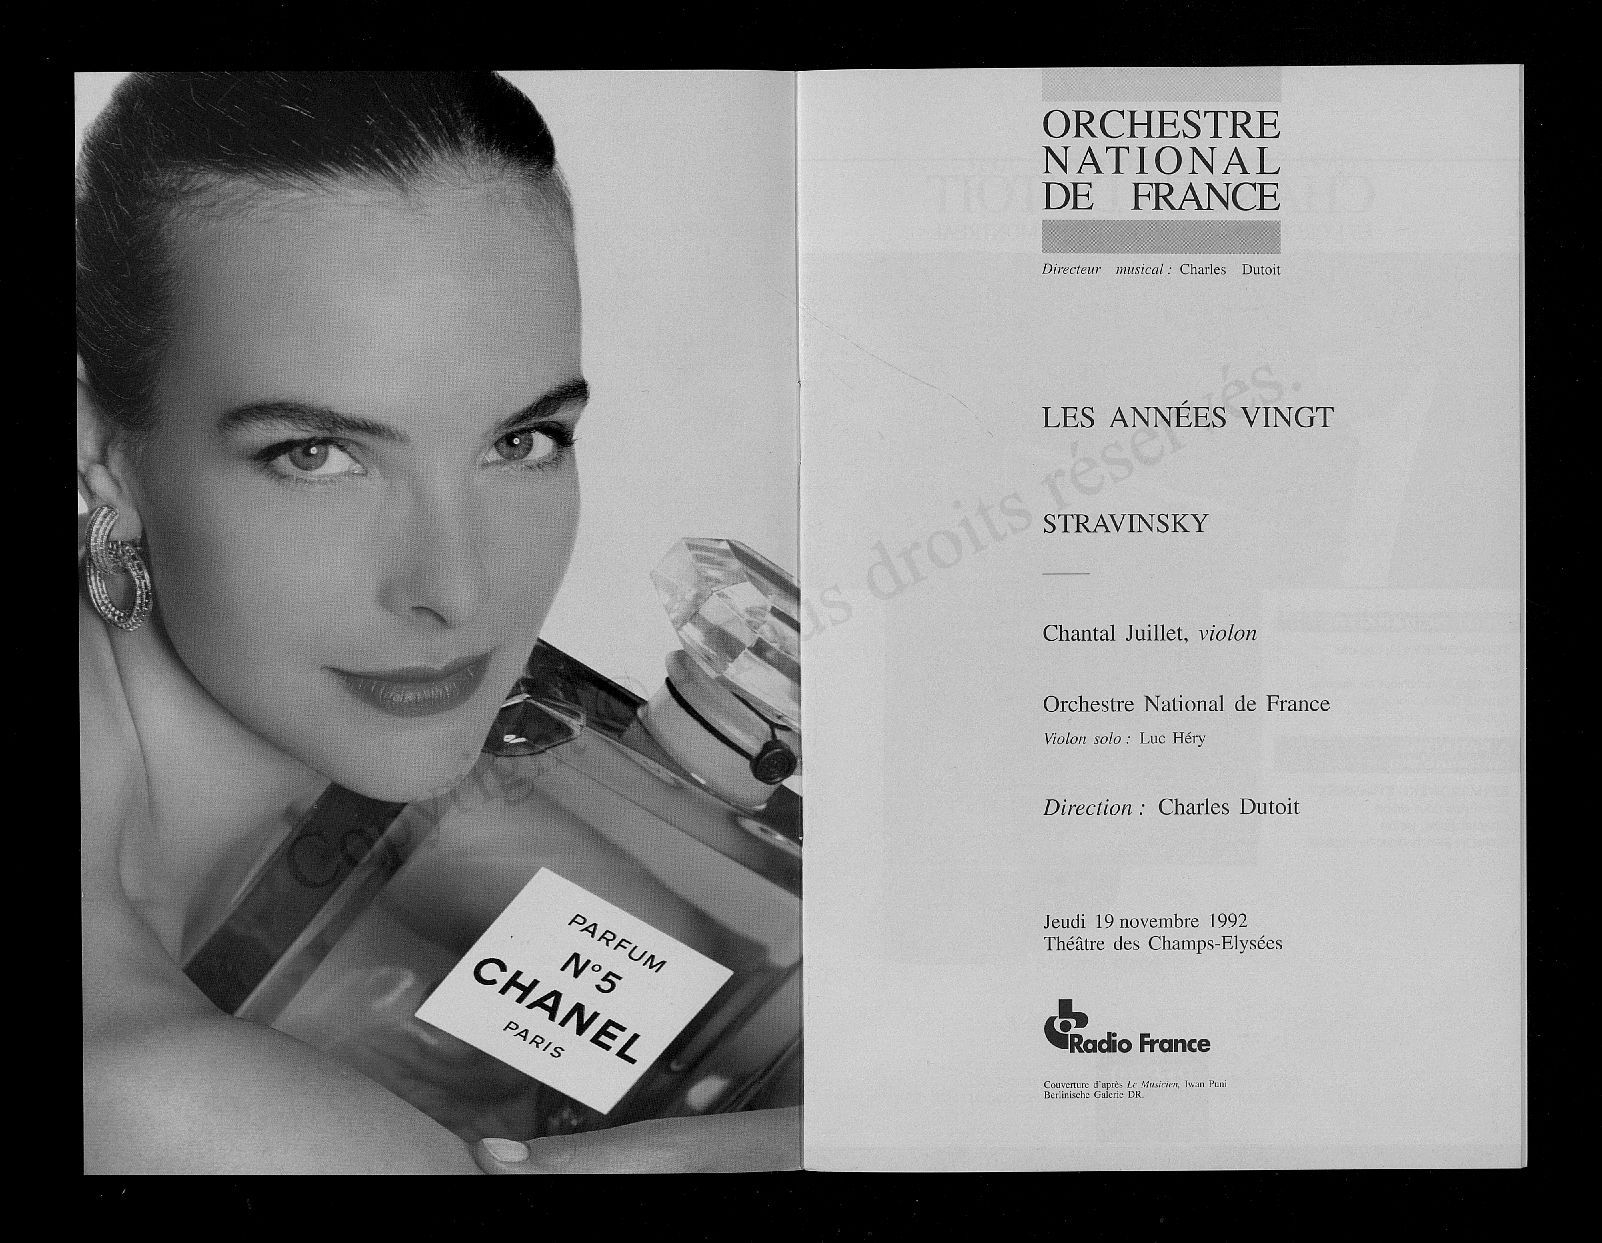 PARFUM
N°5
CHANEL
PARIS
ORCHESTRE
NATIONAL
DE FRANCE
Directeur musical : Charles Dutoit
LES ANNÉES VINGT
STRAVINSKY
Chantal Juillet, violon
Orchestre National de France
Violon solo : Luc Héry
Direction : Charles Dutoit
Jeudi 19 novembre 1992
Théâtre des Champs-Elysées
Radio France
Couverture d'après Le Musicien, Iwan Puni
Berlinische Galerie DR.
droits réservés.